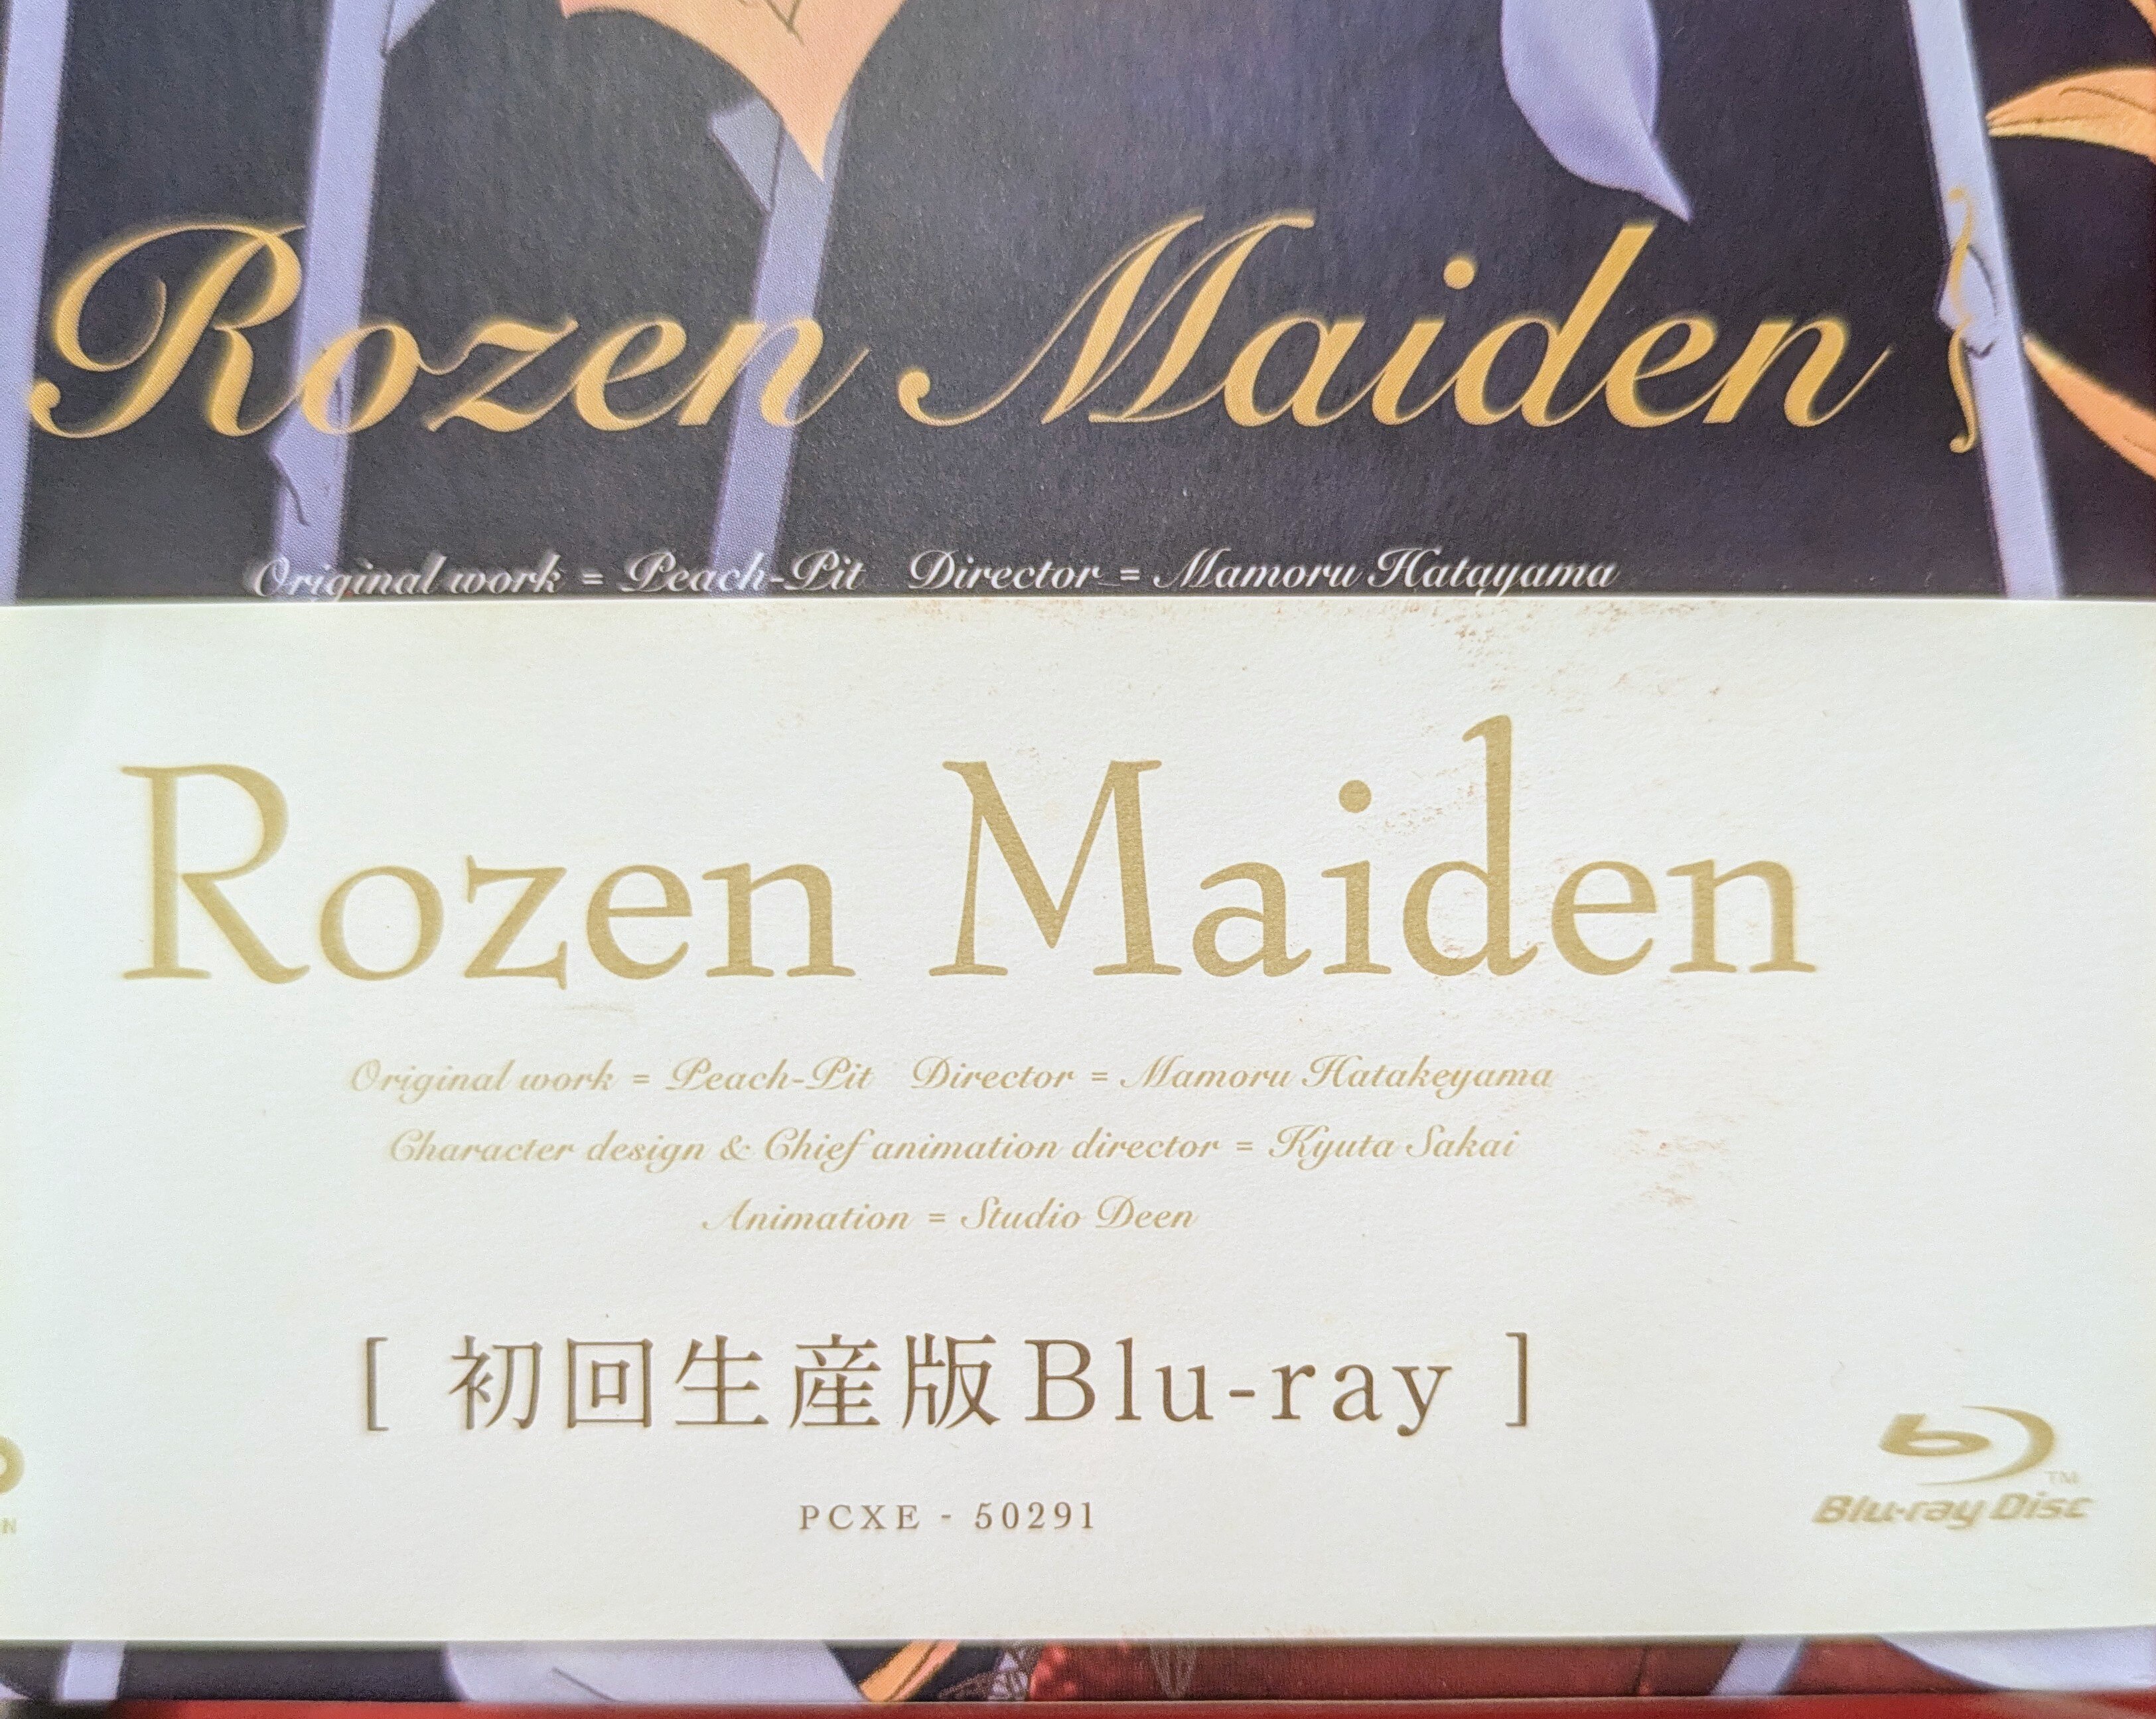 Rozen Maiden
Original work = Peach-Pit Director = Mamoru Hatayama
Rozen Maiden
Original work = Peach-Pit Director = Mamoru Hatakeyama
Character design & Chief animation director = Kyuta Sakai
Animation = Studio Deen
[ 初回生産版Blu-ray ]
PCXE - 50291
Blu-ray Disc TM